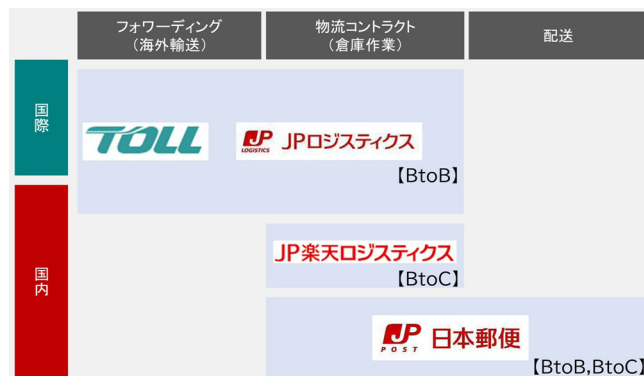 フォワーディング
（海外輸送）
物流コントラクト
（倉庫作業）
配送
国際
TOLL
JP
LOGISTICS
JPロジスティクス
【BtoB】
国内
JP楽天ロジスティクス
【BtoC】
JP
POST
日本郵便
【BtoB,BtoC】